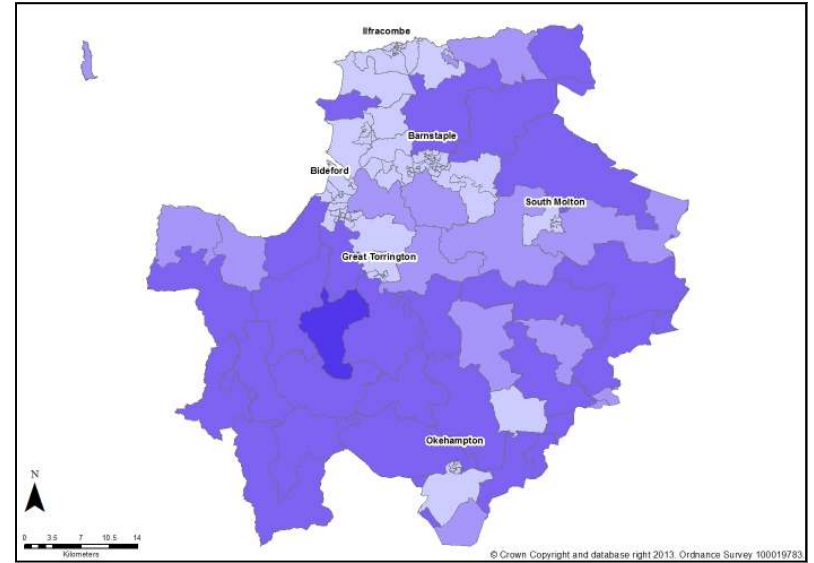 Ilfracombe
Barnstaple
Bideford
South Molton
Great Torrington
Okehampton
N
0 3.5 7 10.5 14
Kilometers
© Crown Copyright and database right 2013. Ordnance Survey 100019783.